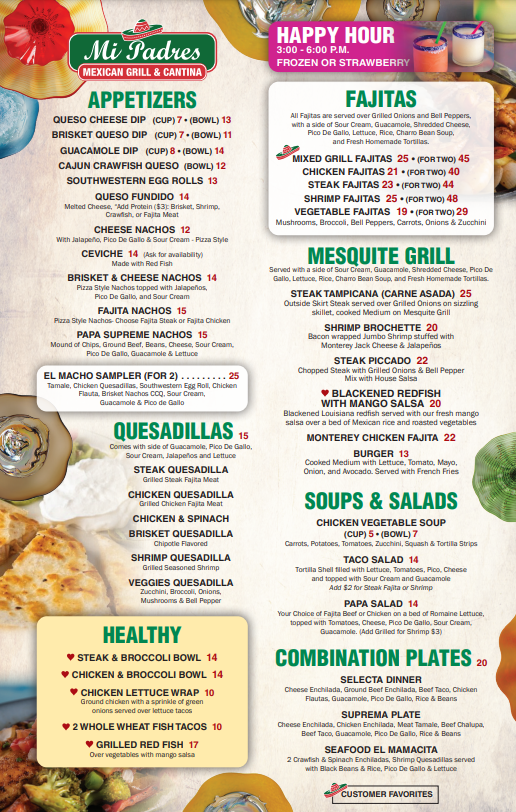 Mi Padres
MEXICAN GRILL & CANTINA
APPETIZERS
QUESO CHEESE DIP (CUP) 7 • (BOWL) 13
BRISKET QUESO DIP (CUP) 7 • (BOWL) 11
GUACAMOLE DIP (CUP) 8 • (BOWL) 14
CAJUN CRAWFISH QUESO (BOWL) 12
SOUTHWESTERN EGG ROLLS 13
QUESO FUNDIDO 14
Melted Cheese, *Add Protein ($3): Brisket, Shrimp,
Crawfish, or Fajita Meat
CHEESE NACHOS 12
With Jalapeño, Pico De Gallo & Sour Cream - Pizza Style
CEVICHE 14 (Ask for availability)
Made with Red Fish
BRISKET & CHEESE NACHOS 14
Pizza Style Nachos topped with Jalapeños,
Pico De Gallo, and Sour Cream
FAJITA NACHOS 15
Pizza Style Nachos- Choose Fajita Steak or Fajita Chicken
PAPA SUPREME NACHOS 15
Mound of Chips, Ground Beef, Beans, Cheese, Sour Cream,
Pico De Gallo, Guacamole & Lettuce
EL MACHO SAMPLER (FOR 2) . . . . . . . . . 25
Tamale, Chicken Quesadillas, Southwestern Egg Roll, Chicken
Flauta, Brisket Nachos CCQ, Sour Cream,
Guacamole & Pico de Gallo
QUESADILLAS 15
Comes with side of Guacamole, Pico De Gallo,
Sour Cream, Jalapeños and Lettuce
STEAK QUESADILLA
Grilled Steak Fajita Meat
CHICKEN QUESADILLA
Grilled Chicken Fajita Meat
CHICKEN & SPINACH
BRISKET QUESADILLA
Chipotle Flavored
SHRIMP QUESADILLA
Grilled Seasoned Shrimp
VEGGIES QUESADILLA
Zucchini, Broccoli, Onions,
Mushrooms & Bell Pepper
HEALTHY
♥ STEAK & BROCCOLI BOWL 14
♥ CHICKEN & BROCCOLI BOWL 14
♥ CHICKEN LETTUCE WRAP 10
Ground chicken with a sprinkle of green
onions served over lettuce tacos
♥ 2 WHOLE WHEAT FISH TACOS 10
♥ GRILLED RED FISH 17
Over vegetables with mango salsa
HAPPY HOUR
3:00 - 6:00 P.M.
FROZEN OR STRAWBERRY
FAJITAS
All Fajitas are served over Grilled Onions and Bell Peppers,
with a side of Sour Cream, Guacamole, Shredded Cheese,
Pico De Gallo, Lettuce, Rice, Charro Bean Soup,
and Fresh Homemade Tortillas.
MIXED GRILL FAJITAS 25 • (FOR TWO) 45
CHICKEN FAJITAS 21 • (FOR TWO) 40
STEAK FAJITAS 23 • (FOR TWO) 44
SHRIMP FAJITAS 25 • (FOR TWO) 48
VEGETABLE FAJITAS 19 • (FOR TWO) 29
Mushrooms, Broccoli, Bell Peppers, Carrots, Onions & Zucchini
MESQUITE GRILL
Served with a side of Sour Cream, Guacamole, Shredded Cheese, Pico De
Gallo, Lettuce, Rice, Charro Bean Soup, and Fresh Homemade Tortillas.
STEAK TAMPICANA (CARNE ASADA) 25
Outside Skirt Steak served over Grilled Onions on sizzling
skillet, cooked Medium on Mesquite Grill
SHRIMP BROCHETTE 20
Bacon wrapped Jumbo Shrimp stuffed with
Monterey Jack Cheese & Jalapeños
STEAK PICCADO 22
Chopped Steak with Grilled Onions & Bell Pepper
Mix with House Salsa
♥ BLACKENED REDFISH
WITH MANGO SALSA 20
Blackened Louisiana redfish served with our fresh mango
salsa over a bed of Mexican rice and roasted vegetables
MONTEREY CHICKEN FAJITA 22
BURGER 13
Cooked Medium with Lettuce, Tomato, Mayo,
Onion, and Avocado. Served with French Fries
SOUPS & SALADS
CHICKEN VEGETABLE SOUP
(CUP) 5 • (BOWL) 7
Carrots, Potatoes, Tomatoes, Zucchini, Squash & Tortilla Strips
TACO SALAD 14
Tortilla Shell filled with Lettuce, Tomatoes, Pico, Cheese
and topped with Sour Cream and Guacamole
Add $2 for Steak Fajita or Shrimp
PAPA SALAD 14
Your Choice of Fajita Beef or Chicken on a bed of Romaine Lettuce,
topped with Tomatoes, Cheese, Pico De Gallo, Sour Cream,
Guacamole. (Add Grilled for Shrimp $3)
COMBINATION PLATES 20
SELECTA DINNER
Cheese Enchilada, Ground Beef Enchilada, Beef Taco, Chicken
Flautas, Guacamole, Pico De Gallo, Rice & Beans
SUPREMA PLATE
Cheese Enchilada, Chicken Enchilada, Meat Tamale, Beef Chalupa,
Beef Taco, Guacamole, Pico De Gallo, Rice & Beans
SEAFOOD EL MAMACITA
2 Crawfish & Spinach Enchiladas, Shrimp Quesadillas served
with Black Beans & Rice, Pico De Gallo & Lettuce
CUSTOMER FAVORITES